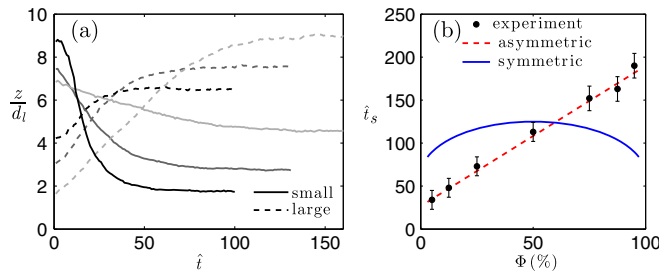 (a)
10
8
6
4
2
0
z/d_l
0
50
100
150
t̂
small
large
(b)
250
200
150
100
50
0
t̂_s
0
50
100
Φ(%)
experiment
asymmetric
symmetric